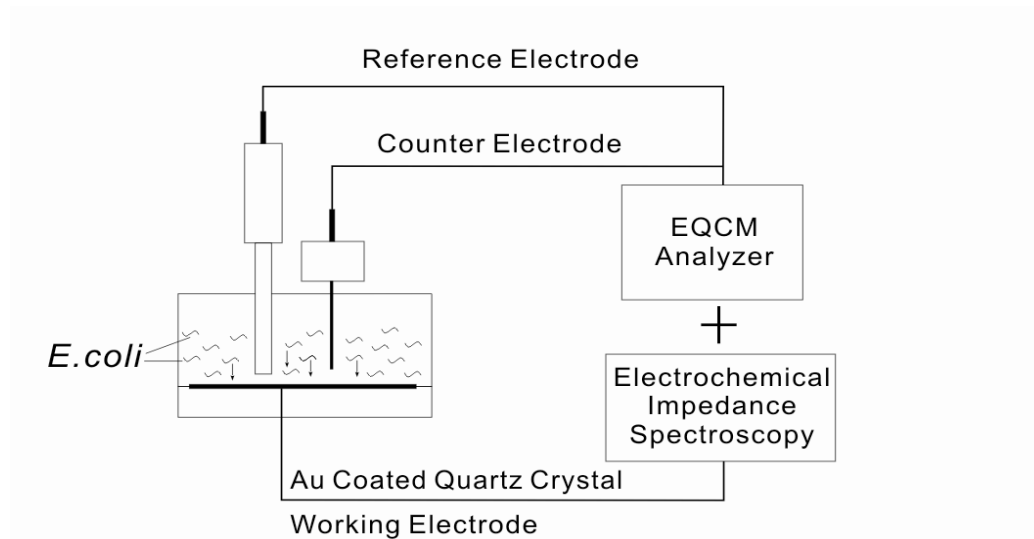 Reference Electrode
Counter Electrode
EQCM
Analyzer
E.coli
Electrochemical
Impedance
Spectroscopy
Au Coated Quartz Crystal
Working Electrode